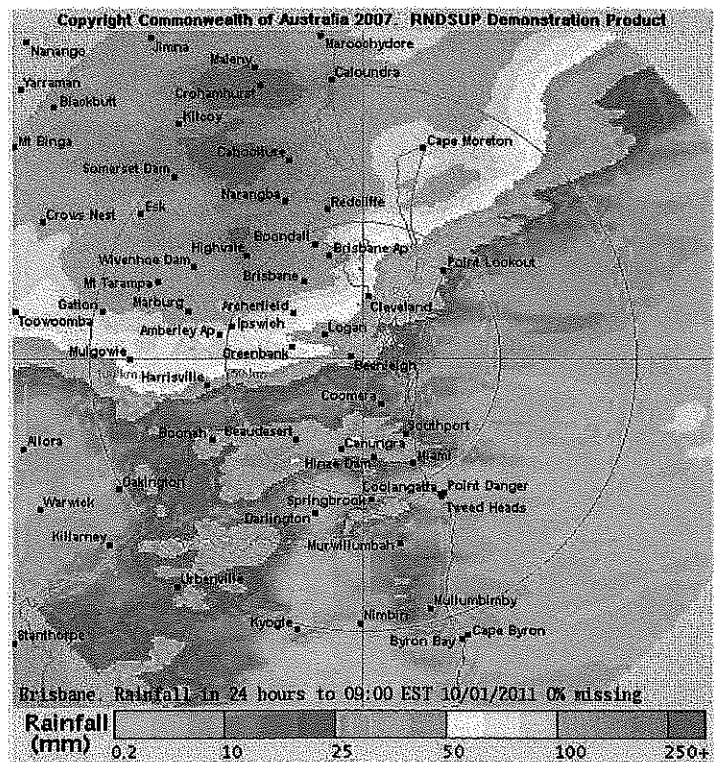 Copyright Commonwealth of Australia 2007. RNDSUP Demonstration Product
Nanango
Jimna
Maroochydore
Maleny
Caloundra
Yarraman
Crohamhurst
Blackbutt
Kilcoy
Mt Binga
Cape Moreton
Caboolture
Somerset Dam
Narangba
Redcliffe
Crows Nest
Esk
Boondall
Highvale
Brisbane Ap
Wivenhoe Dam
Point Lookout
Mt Tarampa
Brisbane
Gatton
Marburg
Archerfield
Cleveland
Toowoomba
Ipswich
Amberley Ap
Logan
Mulgowie
Greenbank
Beenleigh
Harrisville
Coomera
Southport
Allora
Boonah
Beaudesert
Canungra
Hinze Dam
Miami
Oakington
Coolangatta
Point Danger
Warwick
Springbrook
Tweed Heads
Darlington
Killarney
Murwillumbah
Urbenville
Mullumbimby
Kyogle
Nimbin
Stanthorpe
Cape Byron
Byron Bay
Brisbane. Rainfall in 24 hours to 09:00 EST 10/01/2011 0% missing
Rainfall
(mm)
0.2 10 25 50 100 250+